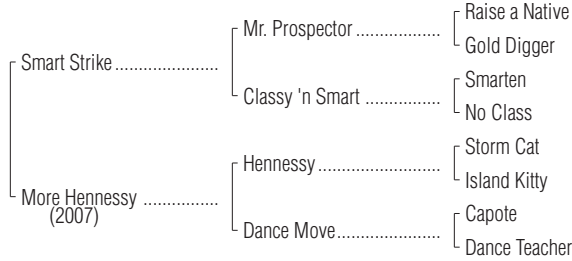 Raise a Native
Mr. Prospector ..................
Gold Digger
Smart Strike ......................
Smarten
Classy 'n Smart ................
No Class
Storm Cat
Hennessy ..........................
Island Kitty
More Hennessy ................
(2007)
Capote
Dance Move......................
Dance Teacher